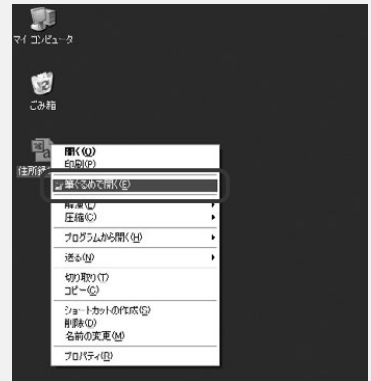 マイ コンピュータ
ごみ箱
開く(O)
印刷(P)
筆ぐるめで開く(E)
圧縮(C)
プログラムから開く(H)
送る(N)
切り取り(T)
コピー(C)
ショートカットの作成(S)
削除(D)
名前の変更(M)
プロパティ(R)